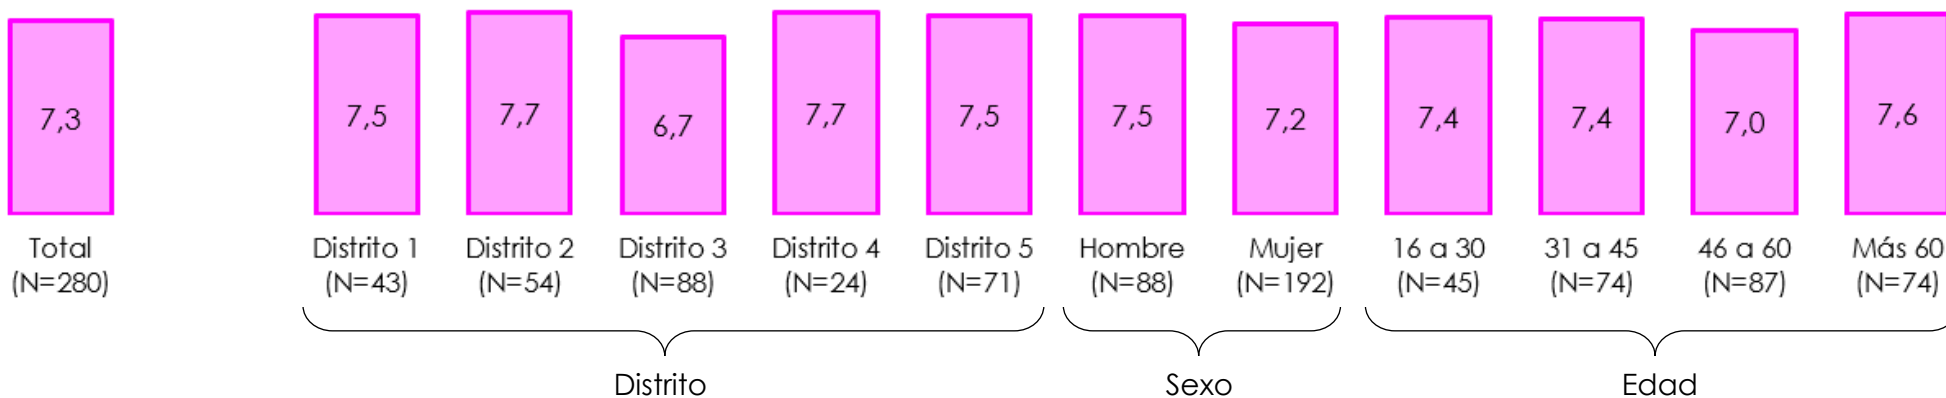 7,3
7,5
7,7
6,7
7,7
7,5
7,5
7,2
7,4
7,4
7,0
7,6
Total
(N=280)
Distrito 1
(N=43)
Distrito 2
(N=54)
Distrito 3
(N=88)
Distrito 4
(N=24)
Distrito 5
(N=71)
Hombre
(N=88)
Mujer
(N=192)
16 a 30
(N=45)
31 a 45
(N=74)
46 a 60
(N=87)
Más 60
(N=74)
Distrito
Sexo
Edad